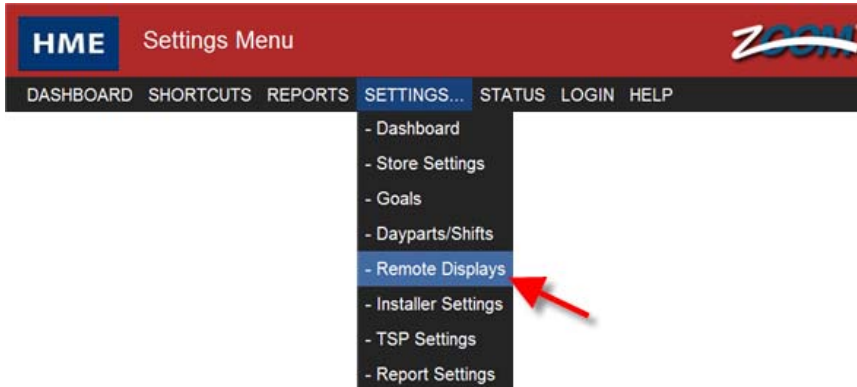 HME Settings Menu ZOOM
DASHBOARD SHORTCUTS REPORTS SETTINGS... STATUS LOGIN HELP
- Dashboard
- Store Settings
- Goals
- Dayparts/Shifts
- Remote Displays
- Installer Settings
- TSP Settings
- Report Settings